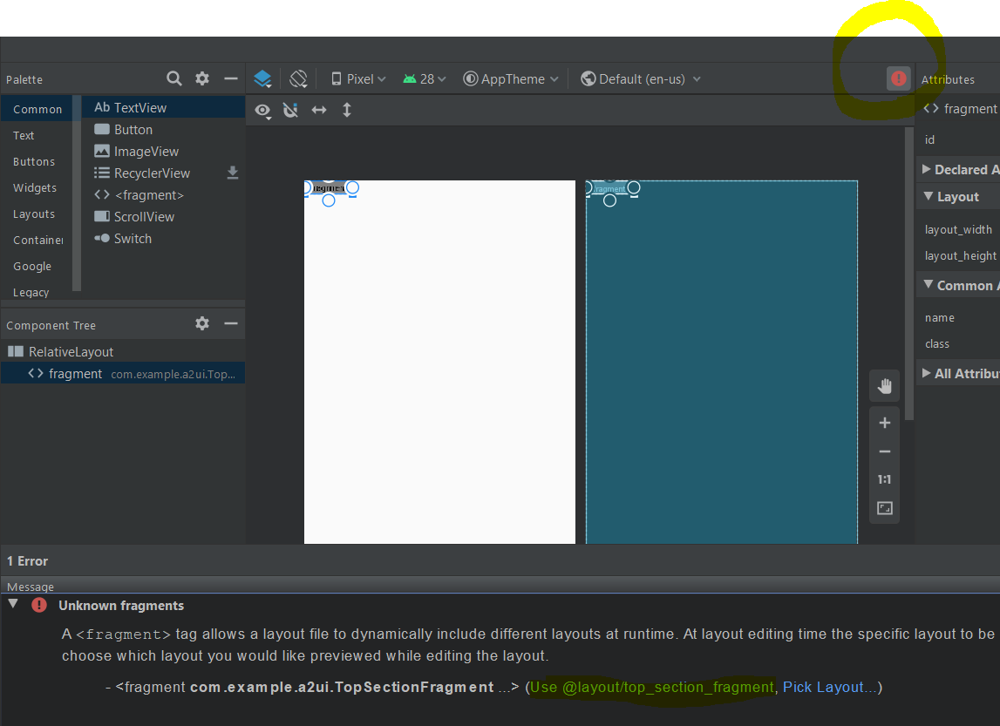 Palette
Pixel
28
AppTheme
Default (en-us)
Attributes
Common
Text
Buttons
Widgets
Layouts
Container
Google
Legacy
Ab TextView
Button
ImageView
RecyclerView
<fragment>
ScrollView
Switch
<> fragment
id
Declared A
Layout
layout_width
layout_height
Common A
name
class
All Attribu
fragment
Component Tree
RelativeLayout
<> fragment com.example.a2ui.Top...
1:1
1 Error
Message
Unknown fragments
A <fragment> tag allows a layout file to dynamically include different layouts at runtime. At layout editing time the specific layout to be
choose which layout you would like previewed while editing the layout.
- <fragment com.example.a2ui.TopSectionFragment ...> (Use @layout/top_section_fragment, Pick Layout...)